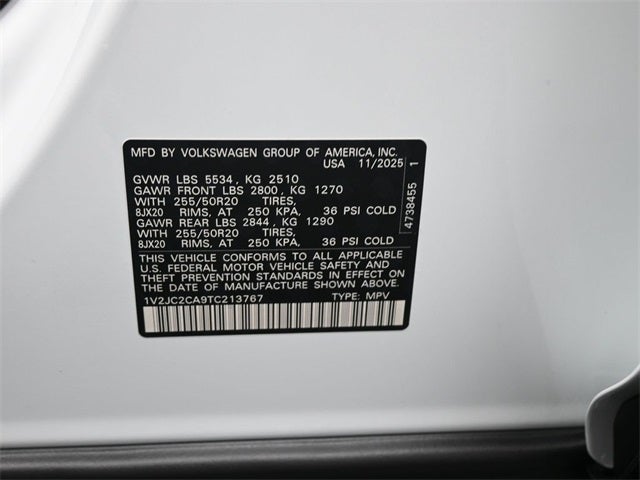 MFD BY VOLKSWAGEN GROUP OF AMERICA, INC.
USA 11/2025
GVWR LBS 5534 , KG 2510
GAWR FRONT LBS 2800 , KG 1270
WITH 255/50R20 TIRES,
8JX20 RIMS, AT 250 KPA, 36 PSI COLD
GAWR REAR LBS 2844 , KG 1290
WITH 255/50R20 TIRES,
8JX20 RIMS, AT 250 KPA, 36 PSI COLD
THIS VEHICLE CONFORMS TO ALL APPLICABLE
U.S. FEDERAL MOTOR VEHICLE SAFETY AND
THEFT PREVENTION STANDARDS IN EFFECT ON
THE DATE OF MANUFACTURE SHOWN ABOVE.
1V2JC2CA9TC213767 TYPE: MPV
4738455 1